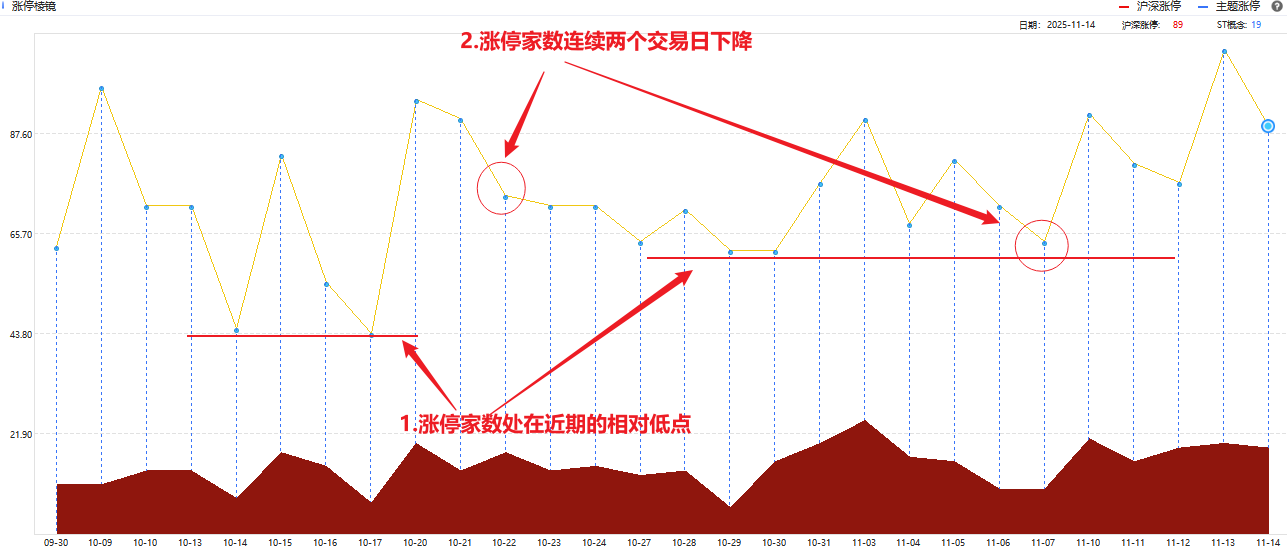 涨停棱镜
沪深涨停 主题涨停 ?
日期: 2025-11-14 沪深涨停: 89 ST概念: 19
2.涨停家数连续两个交易日下降
87.60
65.70
43.80
1.涨停家数处在近期的相对低点
21.90
09-30 10-09 10-10 10-13 10-14 10-15 10-16 10-17 10-20 10-21 10-22 10-23 10-24 10-27 10-28 10-29 10-30 10-31 11-03 11-04 11-05 11-06 11-07 11-10 11-11 11-12 11-13 11-14